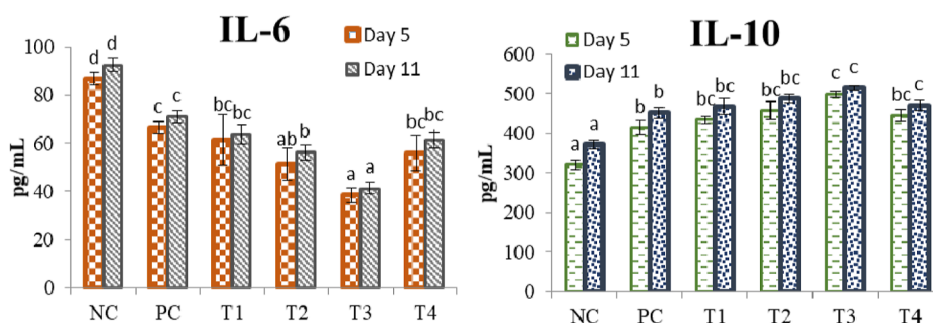 IL-6
Day 5
Day 11
100
80
60
40
20
0
pg/mL
d d
c c
bc bc
ab b
a a
bc bc
NC PC T1 T2 T3 T4
IL-10
Day 5
Day 11
600
500
400
300
200
100
0
pg/mL
a a
b b
bc bc
bc bc
c c
bc c
NC PC T1 T2 T3 T4